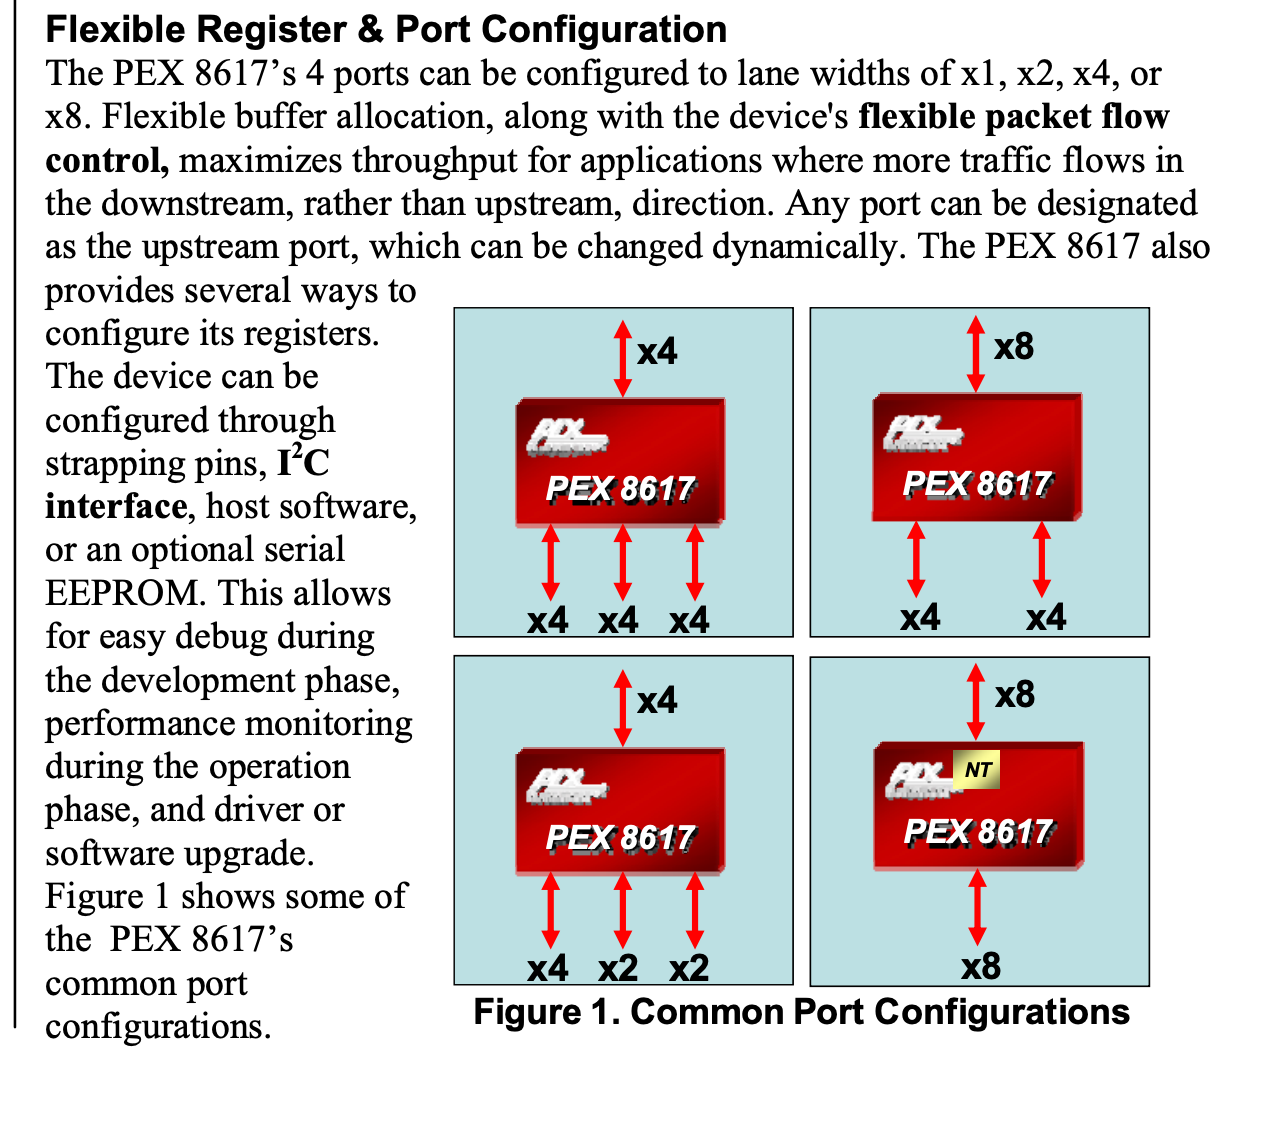 Flexible Register & Port Configuration
The PEX 8617’s 4 ports can be configured to lane widths of x1, x2, x4, or
x8. Flexible buffer allocation, along with the device's flexible packet flow
control, maximizes throughput for applications where more traffic flows in
the downstream, rather than upstream, direction. Any port can be designated
as the upstream port, which can be changed dynamically. The PEX 8617 also
provides several ways to
configure its registers.
The device can be
configured through
strapping pins, I²C
interface, host software,
or an optional serial
EEPROM. This allows
for easy debug during
the development phase,
performance monitoring
during the operation
phase, and driver or
software upgrade.
Figure 1 shows some of
the PEX 8617’s
common port
configurations.
x4
PEX 8617
x4 x4 x4
x8
PEX 8617
x4 x4
x4
PEX 8617
x4 x2 x2
x8
NT
PEX 8617
x8
Figure 1. Common Port Configurations